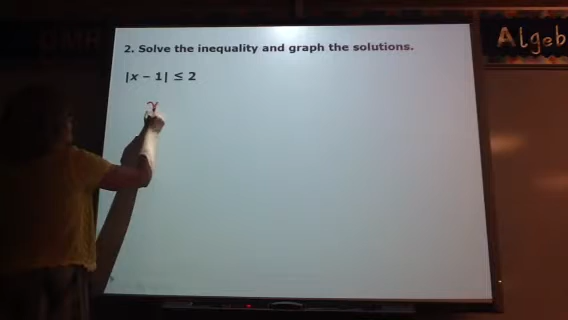 2. Solve the inequality and graph the solutions.
|x – 1| ≤ 2
x
Algeb